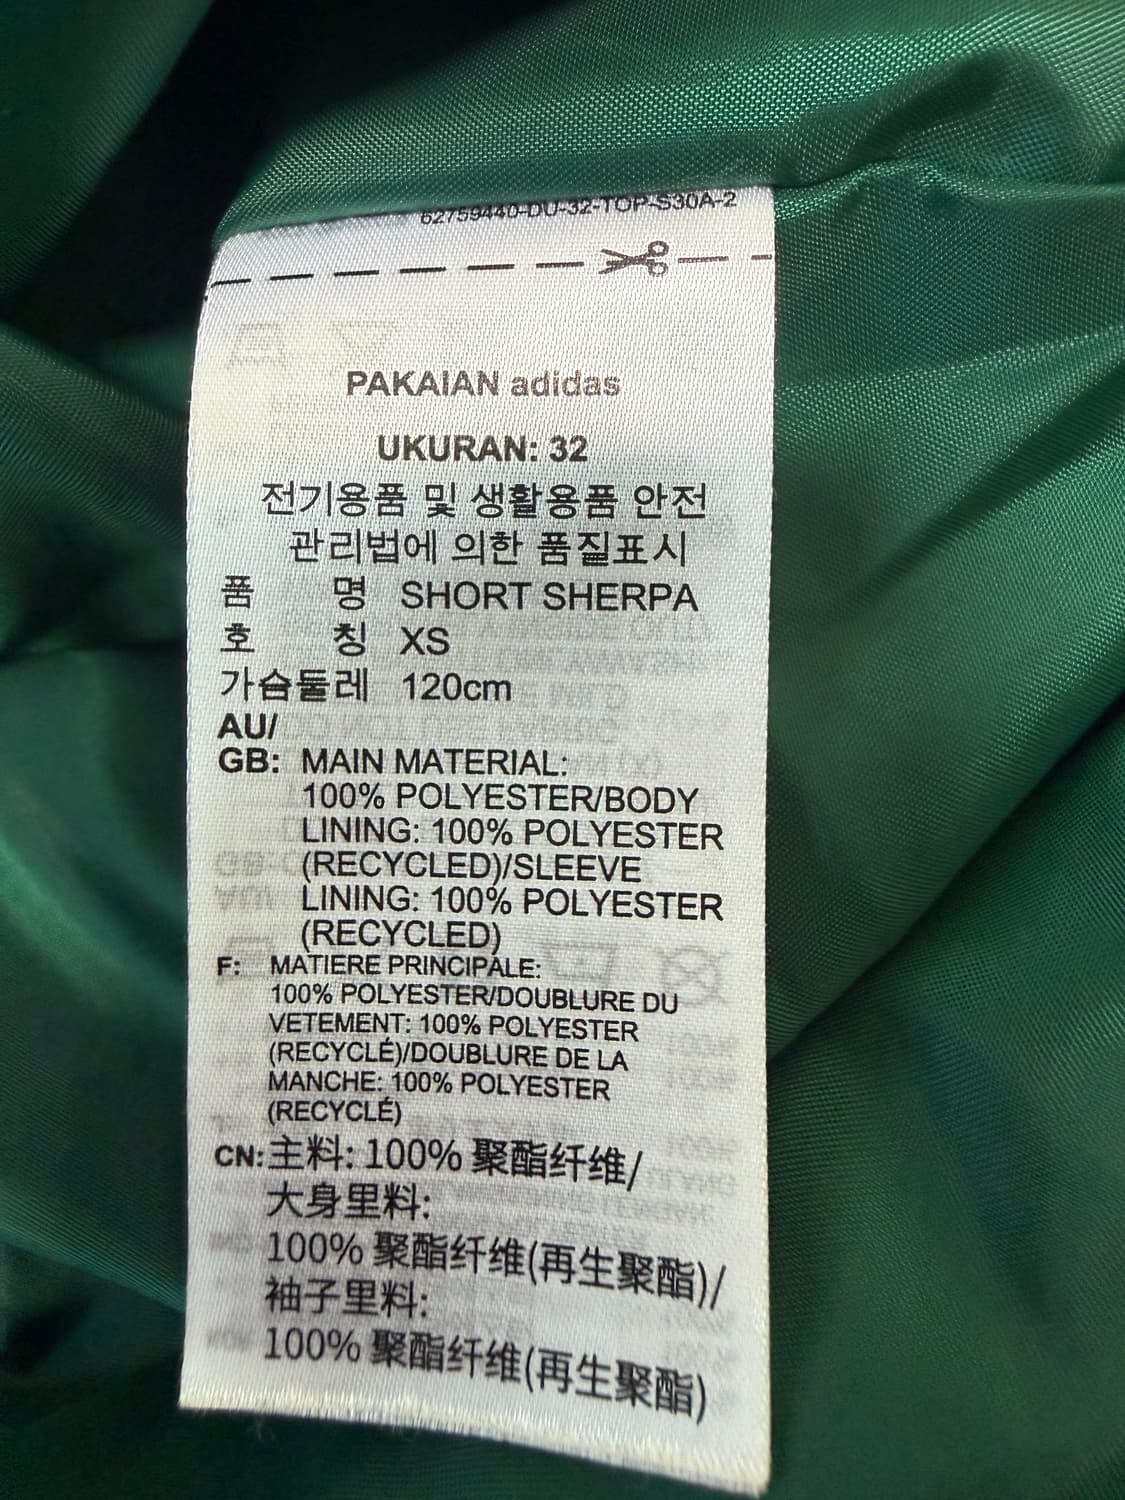 62759440-DU-32-TOP-S30A-2
PAKAIAN adidas
UKURAN: 32
전기용품 및 생활용품 안전
관리법에 의한 품질표시
품 명 SHORT SHERPA
호 칭 XS
가슴둘레 120cm
AU/
GB: MAIN MATERIAL:
100% POLYESTER/BODY
LINING: 100% POLYESTER
(RECYCLED)/SLEEVE
LINING: 100% POLYESTER
(RECYCLED)
F: MATIERE PRINCIPALE:
100% POLYESTER/DOUBLURE DU
VETEMENT: 100% POLYESTER
(RECYCLÉ)/DOUBLURE DE LA
MANCHE: 100% POLYESTER
(RECYCLÉ)
CN: 主料: 100% 聚酯纤维/
大身里料:
100% 聚酯纤维(再生聚酯)/
袖子里料:
100% 聚酯纤维(再生聚酯)